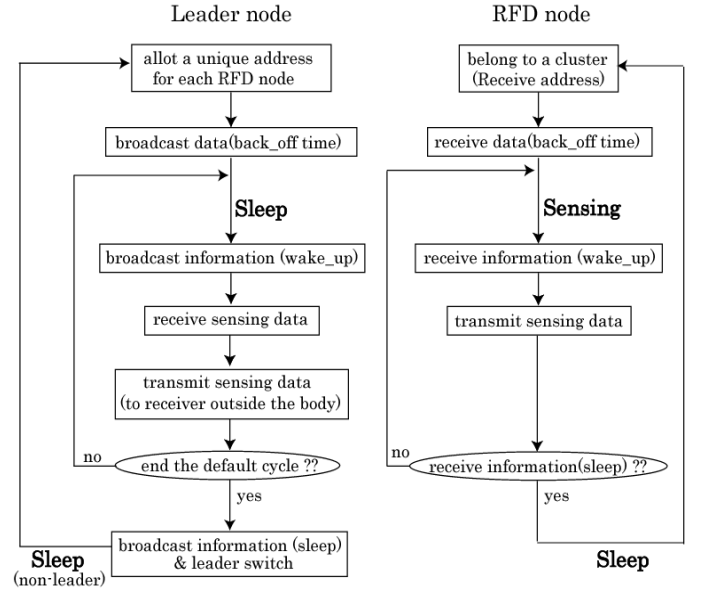 Leader node
allot a unique address
for each RFD node
broadcast data(back_off time)
Sleep
broadcast information (wake_up)
receive sensing data
transmit sensing data
(to receiver outside the body)
no
end the default cycle ??
yes
broadcast information (sleep)
& leader switch
Sleep
(non-leader)
RFD node
belong to a cluster
(Receive address)
receive data(back_off time)
Sensing
receive information (wake_up)
transmit sensing data
no
receive information(sleep) ??
yes
Sleep